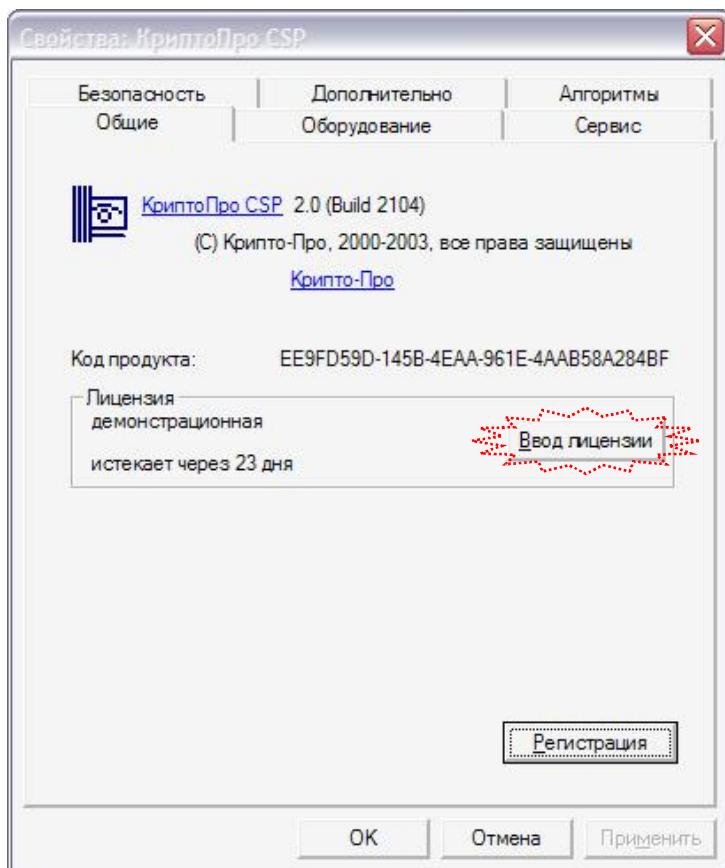 Свойства: КриптоПро CSP
Безопасность Дополнительно Алгоритмы
Общие Оборудование Сервис
КриптоПро CSP 2.0 (Build 2104)
(C) Крипто-Про, 2000-2003, все права защищены
Крипто-Про
Код продукта: EE9FD59D-145B-4EAA-961E-4AAB58A284BF
Лицензия
демонстрационная
Ввод лицензии
истекает через 23 дня
Регистрация
OK Отмена Применить